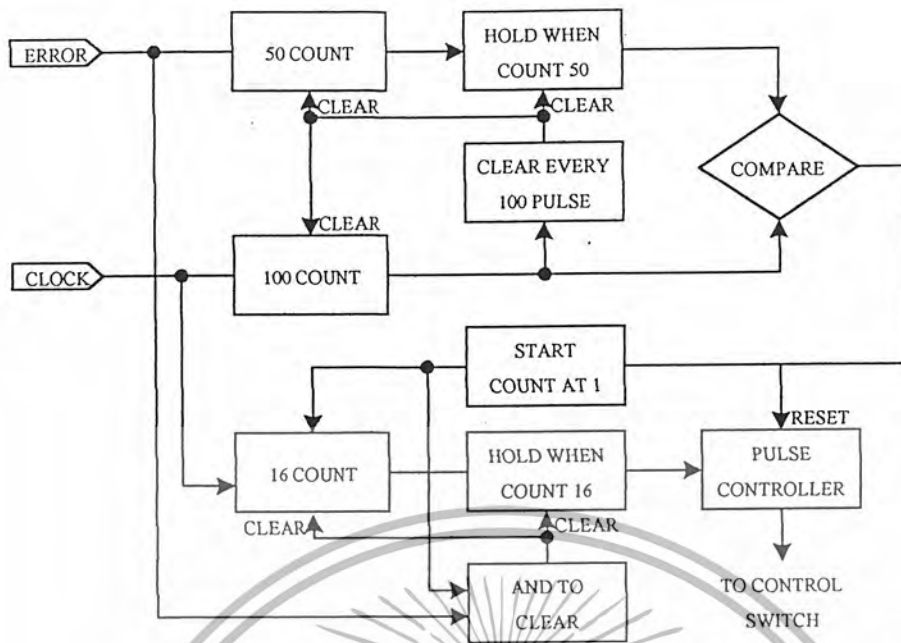 ERROR
50 COUNT
HOLD WHEN
COUNT 50
CLEAR
CLEAR
CLEAR EVERY
100 PULSE
COMPARE
CLEAR
CLOCK
100 COUNT
START
COUNT AT 1
RESET
16 COUNT
HOLD WHEN
COUNT 16
PULSE
CONTROLLER
CLEAR
CLEAR
AND TO
CLEAR
TO CONTROL
SWITCH